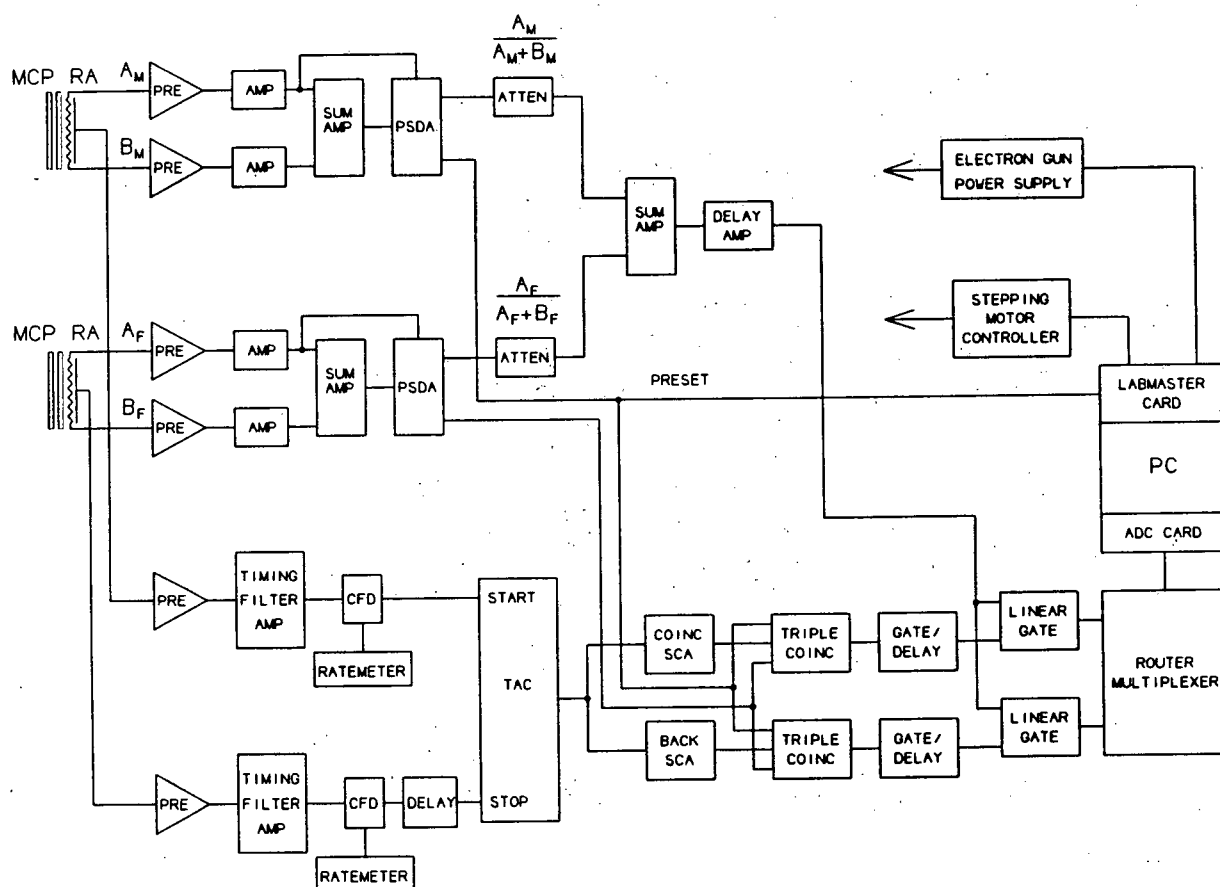 MCP RA
A_M
PRE
AMP
SUM
AMP
PSDA
A_M
A_M+B_M
ATTEN
B_M
PRE
AMP
ELECTRON GUN
POWER SUPPLY
SUM
AMP
DELAY
AMP
STEPPING
MOTOR
CONTROLLER
MCP RA
A_F
PRE
AMP
SUM
AMP
PSDA
A_F
A_F+B_F
ATTEN
B_F
PRE
AMP
PRESET
LABMASTER
CARD
PC
ADC CARD
PRE
TIMING
FILTER
AMP
CFD
RATEMETER
START
TAC
STOP
COINC
SCA
TRIPLE
COINC
GATE/
DELAY
LINEAR
GATE
ROUTER
MULTIPLEXER
BACK
SCA
TRIPLE
COINC
GATE/
DELAY
LINEAR
GATE
PRE
TIMING
FILTER
AMP
CFD
DELAY
RATEMETER